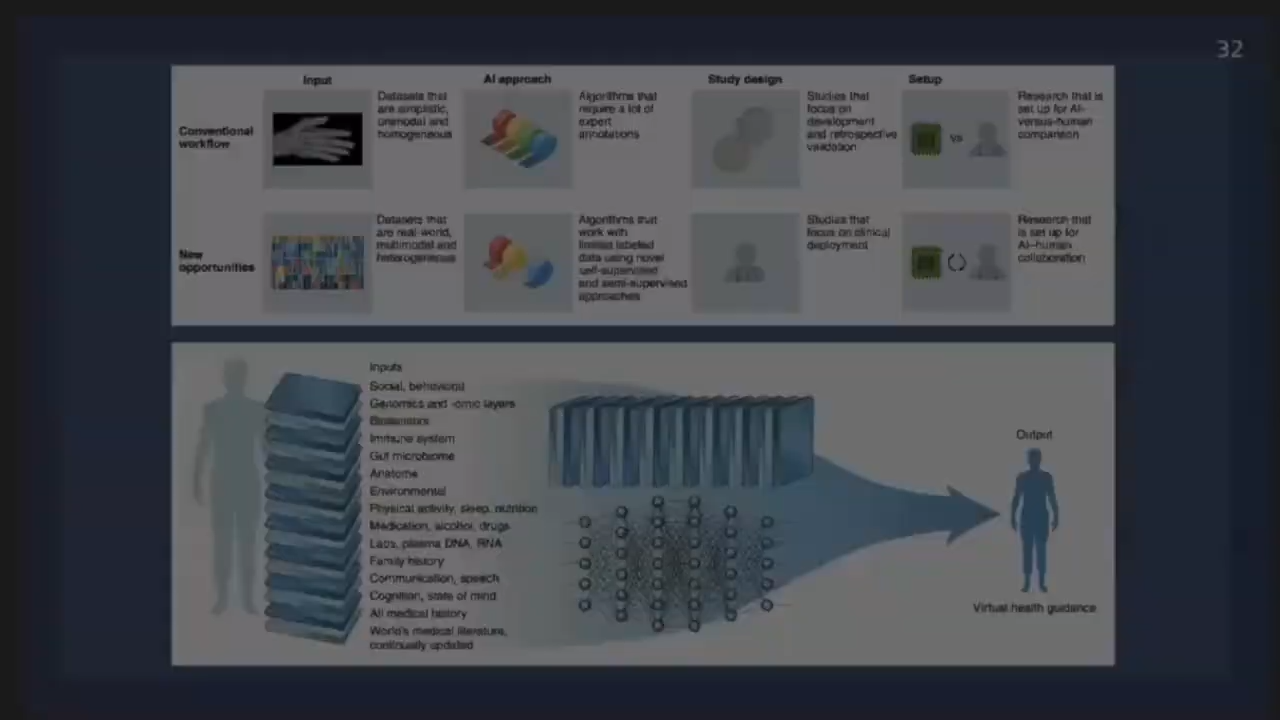 32
Input
AI approach
Study design
Setup
Conventional
workflow
Datasets that
are simplistic,
unimodal and
homogeneous
Algorithms that
require a lot of
expert
annotations
Studies that
focus on
development
and retrospective
validation
vs
Research that is
set up for AI-
versus-human
comparison
New
opportunities
Datasets that
are real-world,
multimodal and
heterogeneous
Algorithms that
work with
limited labeled
data using novel
self-supervised
and semi-supervised
approaches
Studies that
focus on clinical
deployment
Research that
is set up for
AI–human
collaboration
Inputs
Social, behavioral
Genomics and -omic layers
Biosensors
Immune system
Gut microbiome
Anatome
Environmental
Physical activity, sleep, nutrition
Medication, alcohol, drugs
Labs, plasma DNA, RNA
Family history
Communication, speech
Cognition, state of mind
All medical history
World's medical literature,
continually updated
Output
Virtual health guidance